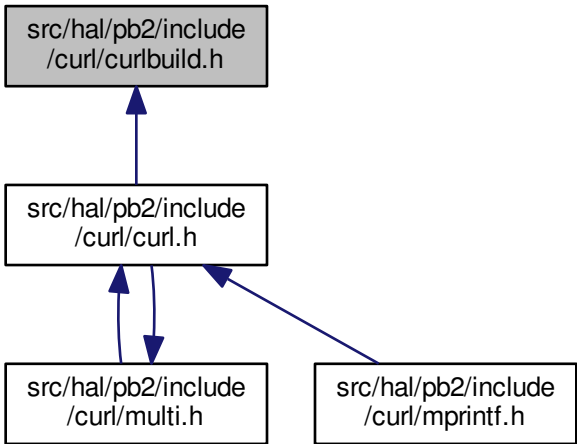 src/hal/pb2/include
/curl/curlbuild.h
src/hal/pb2/include
/curl/curl.h
src/hal/pb2/include
/curl/multi.h
src/hal/pb2/include
/curl/mprintf.h